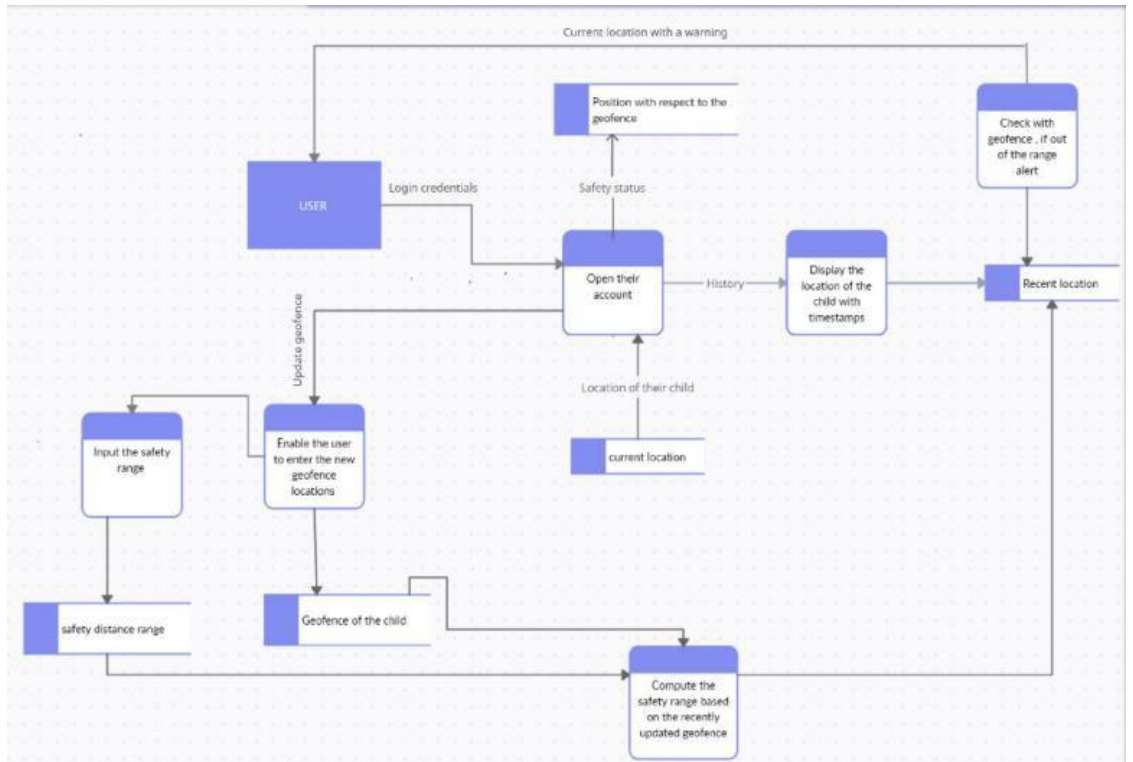 Current location with a warning
Position with respect to the
geofence
Check with
geofence , if out
of the range
alert
Login credentials
USER
Safety status
Open their
account
History
Display the
location of the
child with
timestamps
Recent location
Update geofence
Location of their child
current location
Input the safety
range
Enable the user
to enter the new
geofence
locations
safety distance range
Geofence of the child
Compute the
safety range based
on the recently
updated geofence